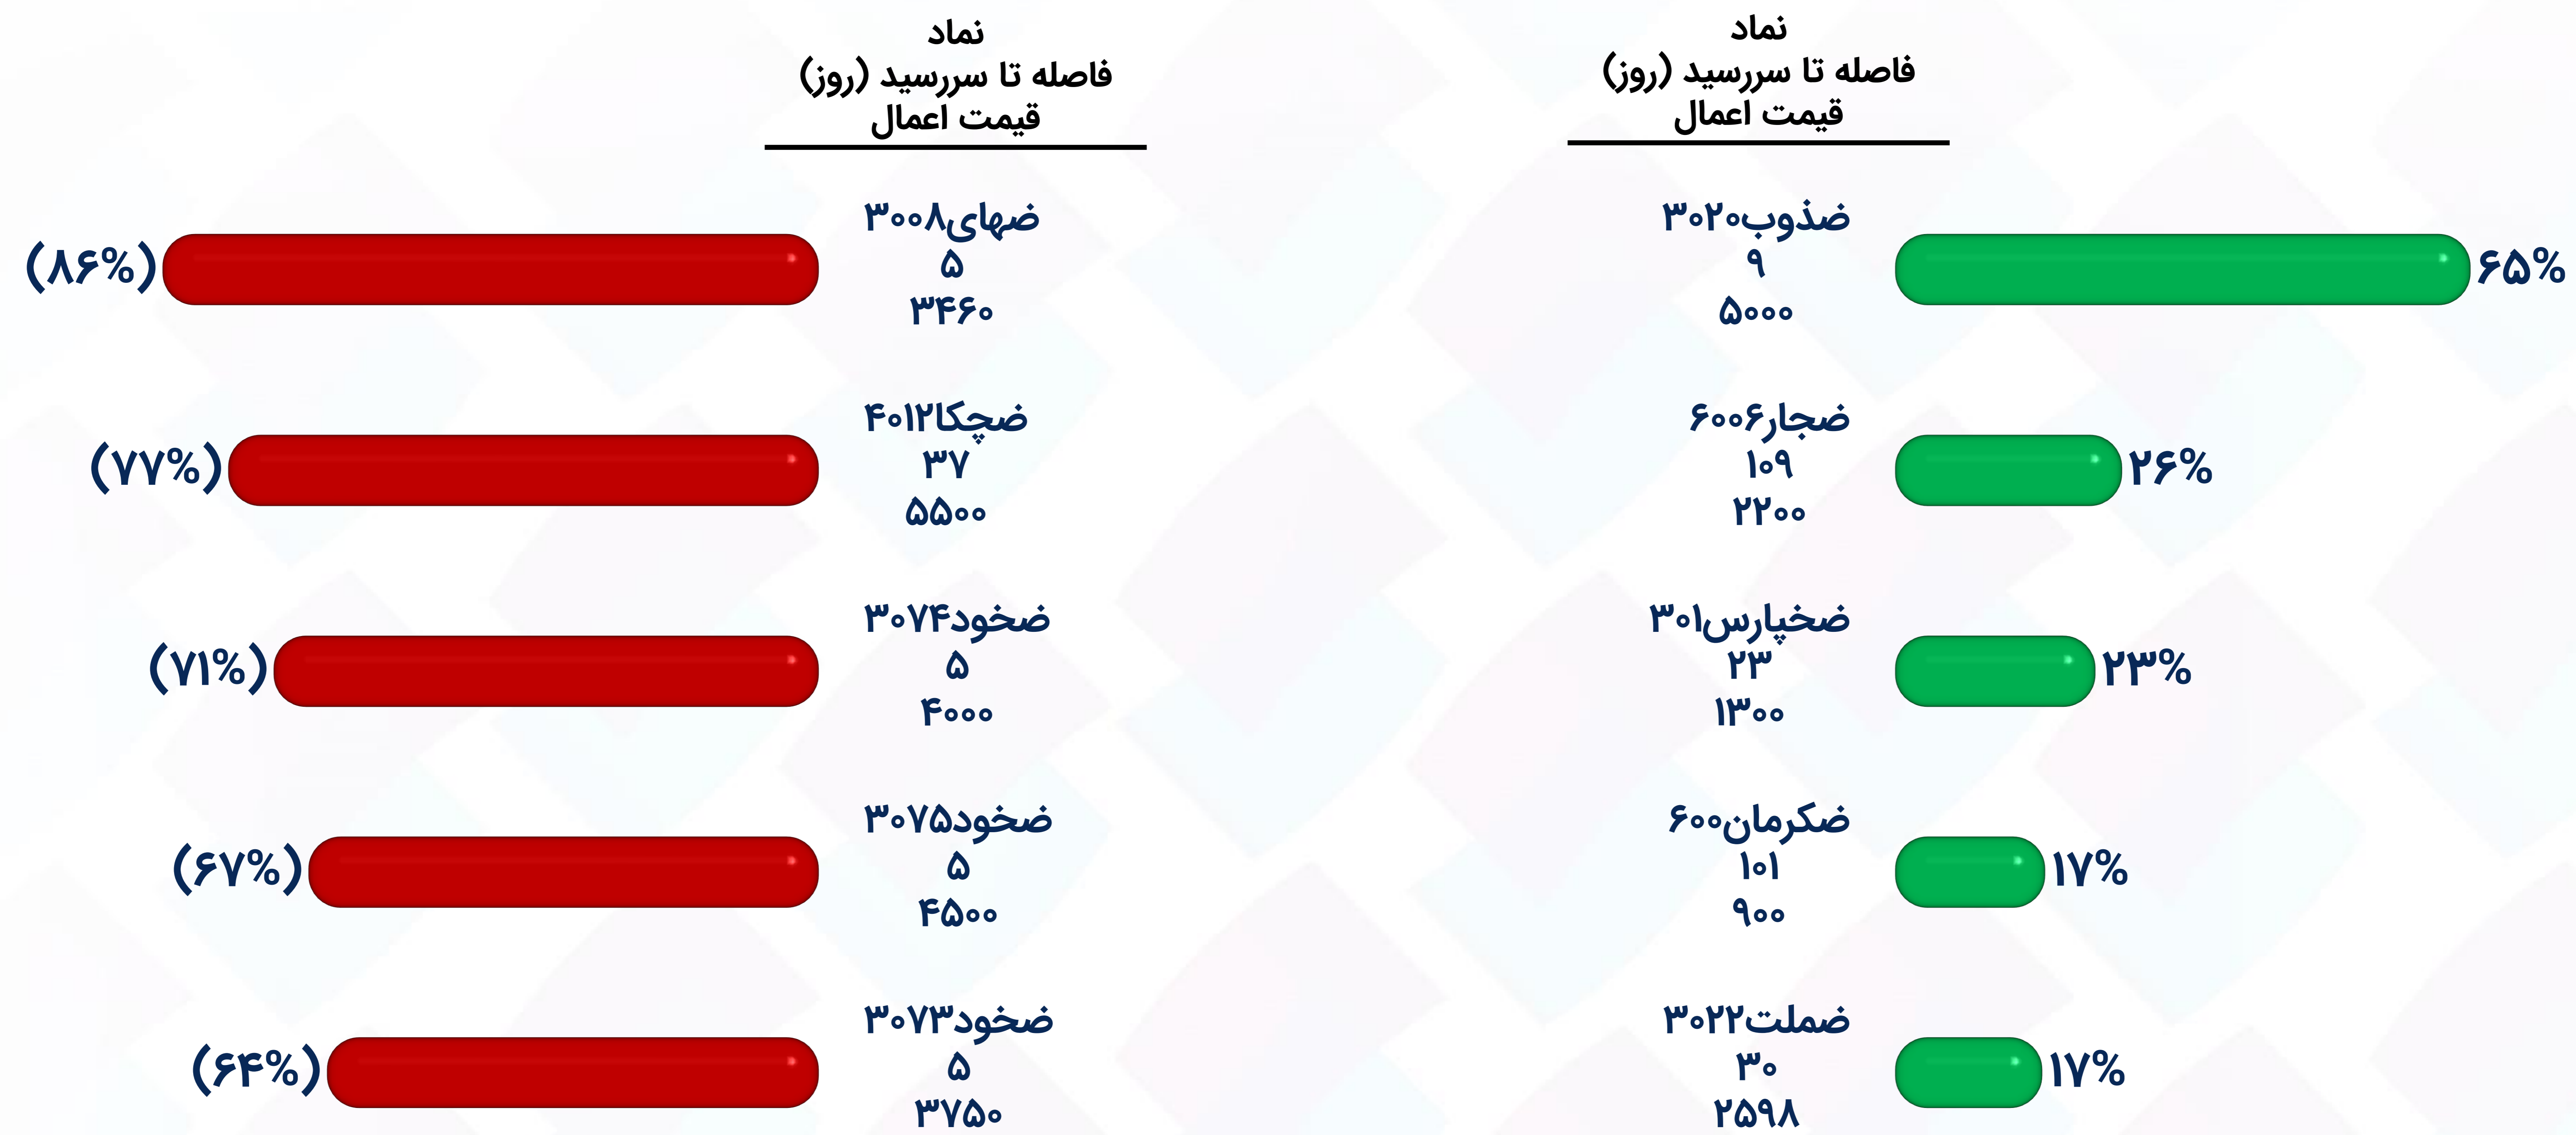 نماد
فاصله تا سررسید (روز)
قیمت اعمال
ضذوب۳۰۲۰
۹
۵۰۰۰
۶۵%
ضجار۶۰۰۶
۱۰۹
۲۲۰۰
۲۶%
ضخپارس۳۰۱
۲۳
۱۳۰۰
۲۳%
ضکرمان۶۰۰
۱۰۱
۹۰۰
۱۷%
ضملت۳۰۲۲
۳۰
۲۵۹۸
۱۷%
نماد
فاصله تا سررسید (روز)
قیمت اعمال
ضهای۳۰۰۸
۵
۳۴۶۰
(۸۶%)
ضچکا۴۰۱۲
۳۷
۵۵۰۰
(۷۷%)
ضخود۳۰۷۴
۵
۴۰۰۰
(۷۱%)
ضخود۳۰۷۵
۵
۴۵۰۰
(۶۷%)
ضخود۳۰۷۳
۵
۳۷۵۰
(۶۴%)